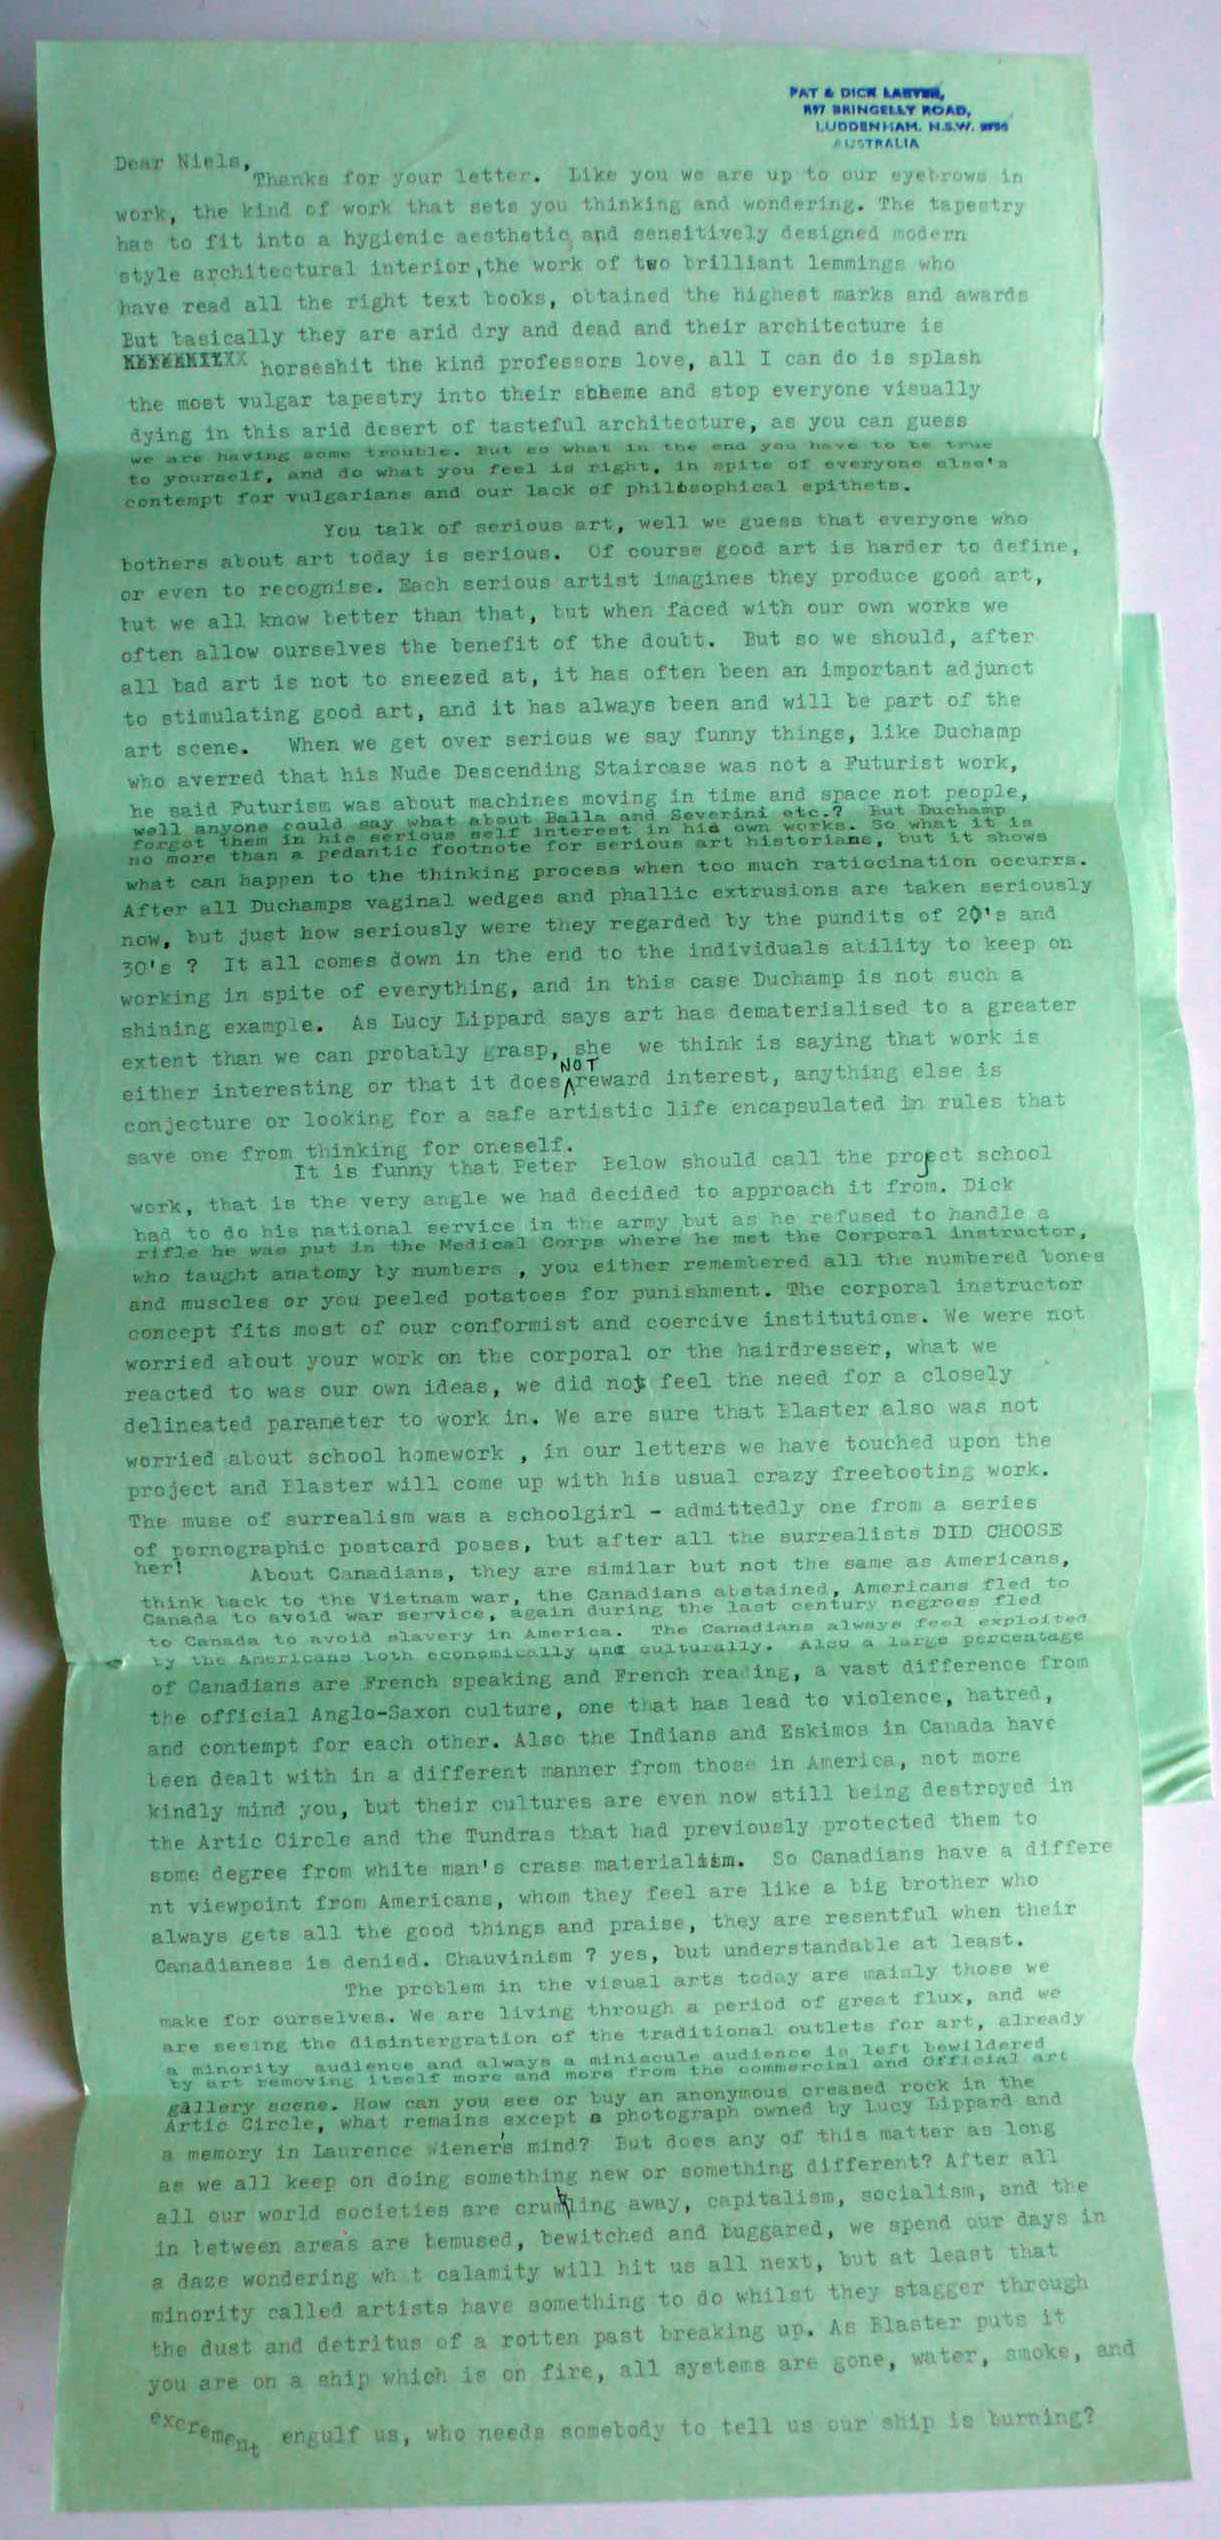 PAT & DICK LARTER,
RD7 BRINGELLY ROAD,
LUDDENHAM. N.S.W.
AUSTRALIA
Dear Niels,
Thanks for your letter. Like you we are up to our eyebrows in
work, the kind of work that sets you thinking and wondering. The tapestry
has to fit into a hygienic aesthetic and sensitively designed modern
style architectural interior,the work of two brilliant lemmings who
have read all the right text books, obtained the highest marks and awards
But basically they are arid dry and dead and their architecture is
horseshit the kind professors love, all I can do is splash
the most vulgar tapestry into their shheme and stop everyone visually
dying in this arid desert of tasteful architecture, as you can guess
we are having some trouble. But so what in the end you have to be true
to yourself, and do what you feel is right, in spite of everyone else's
contempt for vulgarians and our lack of philosophical epithets.
You talk of serious art, well we guess that everyone who
bothers about art today is serious. Of course good art is harder to define,
or even to recognise. Each serious artist imagines they produce good art,
but we all know better than that, but when faced with our own works we
often allow ourselves the benefit of the doubt. But so we should, after
all bad art is not to sneezed at, it has often been an important adjunct
to stimulating good art, and it has always been and will be part of the
art scene. When we get over serious we say funny things, like Duchamp
who averred that his Nude Descending Staircase was not a Futurist work,
he said Futurism was about machines moving in time and space not people,
well anyone could say what about Balla and Severini etc.? But Duchamp
forgot them in his serious self interest in his own works. So what it is
no more than a pedantic footnote for serious art historians, but it shows
what can happen to the thinking process when too much ratiocination occurrs.
After all Duchamps vaginal wedges and phallic extrusions are taken seriously
now, but just how seriously were they regarded by the pundits of 20's and
30's ? It all comes down in the end to the individuals ability to keep on
working in spite of everything, and in this case Duchamp is not such a
shining example. As Lucy Lippard says art has dematerialised to a greater
extent than we can probably grasp, she we think is saying that work is
either interesting or that it does NOT reward interest, anything else is
conjecture or looking for a safe artistic life encapsulated in rules that
save one from thinking for oneself.
It is funny that Peter Below should call the project school
work, that is the very angle we had decided to approach it from. Dick
had to do his national service in the army but as he refused to handle a
rifle he was put in the Medical Corps where he met the Corporal instructor,
who taught anatomy by numbers , you either remembered all the numbered bones
and muscles or you peeled potatoes for punishment. The corporal instructor
concept fits most of our conformist and coercive institutions. We were not
worried about your work on the corporal or the hairdresser, what we
reacted to was our own ideas, we did not feel the need for a closely
delineated parameter to work in. We are sure that Blaster also was not
worried about school homework , in our letters we have touched upon the
project and Blaster will come up with his usual crazy freebooting work.
The muse of surrealism was a schoolgirl - admittedly one from a series
of pornographic postcard poses, but after all the surrealists DID CHOOSE
her! About Canadians, they are similar but not the same as Americans,
think back to the Vietnam war, the Canadians abstained, Americans fled to
Canada to avoid war service, again during the last century negroes fled
to Canada to avoid slavery in America. The Canadians always feel exploited
by the Americans both economically and culturally. Also a large percentage
of Canadians are French speaking and French reading, a vast difference from
the official Anglo-Saxon culture, one that has lead to violence, hatred,
and contempt for each other. Also the Indians and Eskimos in Canada have
been dealt with in a different manner from those in America, not more
kindly mind you, but their cultures are even now still being destroyed in
the Artic Circle and the Tundras that had previously protected them to
some degree from white man's crass materialism. So Canadians have a differe
nt viewpoint from Americans, whom they feel are like a big brother who
always gets all the good things and praise, they are resentful when their
Canadianess is denied. Chauvinism ? yes, but understandable at least.
The problem in the visual arts today are mainly those we
make for ourselves. We are living through a period of great flux, and we
are seeing the disintergration of the traditional outlets for art, already
a minority audience and always a miniscule audience is left bewildered
by art removing itself more and more from the commercial and official art
gallery scene. How can you see or buy an anonymous creased rock in the
Artic Circle, what remains except a photograph owned by Lucy Lippard and
a memory in Laurence Wiener's mind? But does any of this matter as long
as we all keep on doing something new or something different? After all
all our world societies are crumbling away, capitalism, socialism, and the
in between areas are bemused, bewitched and buggared, we spend our days in
a daze wondering wh t calamity will hit us all next, but at least that
minority called artists have something to do whilst they stagger through
the dust and detritus of a rotten past breaking up. As Blaster puts it
you are on a ship which is on fire, all systems are gone, water, smoke, and
excrement engulf us, who needs somebody to tell us our ship is burning?